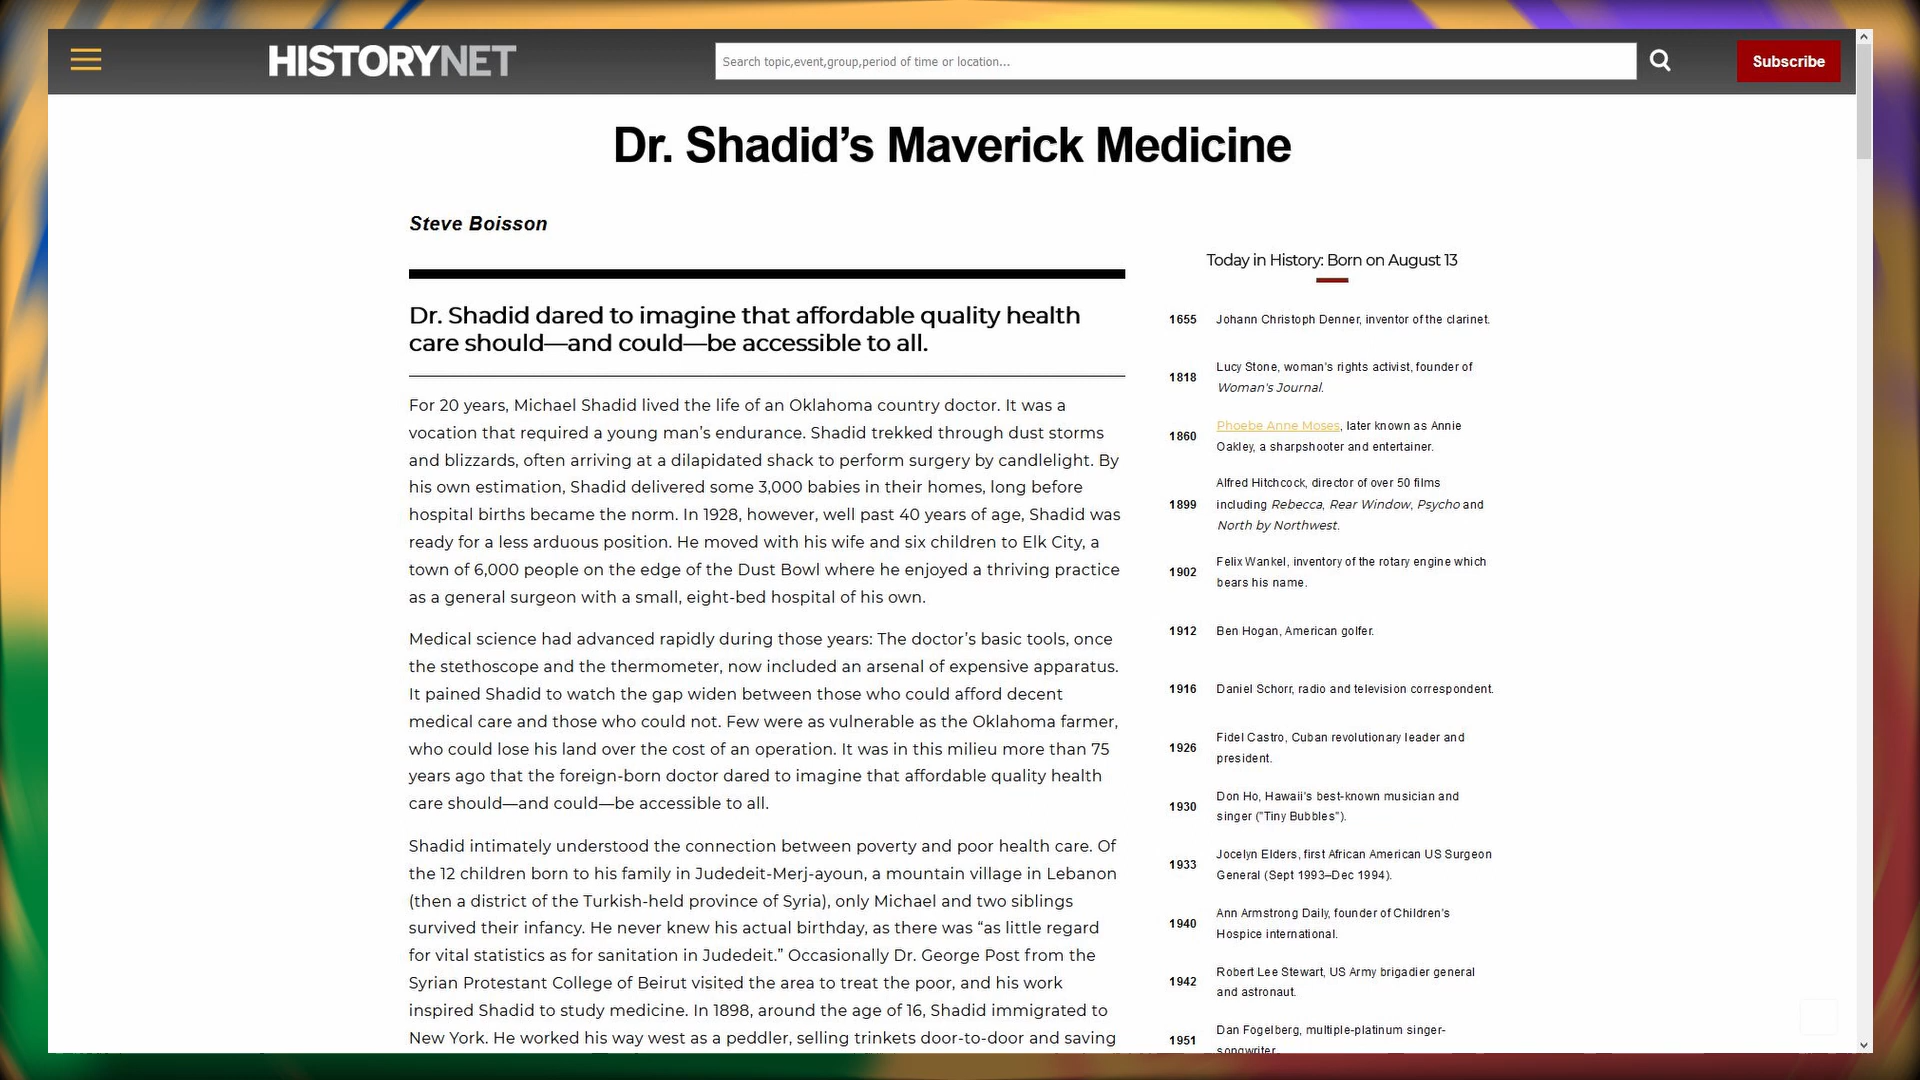 HISTORYNET
Search topic,event,group,period of time or location...
Subscribe
Dr. Shadid’s Maverick Medicine
Steve Boisson
Dr. Shadid dared to imagine that affordable quality health
care should—and could—be accessible to all.
For 20 years, Michael Shadid lived the life of an Oklahoma country doctor. It was a
vocation that required a young man’s endurance. Shadid trekked through dust storms
and blizzards, often arriving at a dilapidated shack to perform surgery by candlelight. By
his own estimation, Shadid delivered some 3,000 babies in their homes, long before
hospital births became the norm. In 1928, however, well past 40 years of age, Shadid was
ready for a less arduous position. He moved with his wife and six children to Elk City, a
town of 6,000 people on the edge of the Dust Bowl where he enjoyed a thriving practice
as a general surgeon with a small, eight-bed hospital of his own.
Medical science had advanced rapidly during those years: The doctor’s basic tools, once
the stethoscope and the thermometer, now included an arsenal of expensive apparatus.
It pained Shadid to watch the gap widen between those who could afford decent
medical care and those who could not. Few were as vulnerable as the Oklahoma farmer,
who could lose his land over the cost of an operation. It was in this milieu more than 75
years ago that the foreign-born doctor dared to imagine that affordable quality health
care should—and could—be accessible to all.
Shadid intimately understood the connection between poverty and poor health care. Of
the 12 children born to his family in Judedeit-Merj-ayoun, a mountain village in Lebanon
(then a district of the Turkish-held province of Syria), only Michael and two siblings
survived their infancy. He never knew his actual birthday, as there was “as little regard
for vital statistics as for sanitation in Judedeit.” Occasionally Dr. George Post from the
Syrian Protestant College of Beirut visited the area to treat the poor, and his work
inspired Shadid to study medicine. In 1898, around the age of 16, Shadid immigrated to
New York. He worked his way west as a peddler, selling trinkets door-to-door and saving
Today in History: Born on August 13
1655 Johann Christoph Denner, inventor of the clarinet.
1818 Lucy Stone, woman's rights activist, founder of
Woman's Journal.
1860 Phoebe Anne Moses, later known as Annie
Oakley, a sharpshooter and entertainer.
1899 Alfred Hitchcock, director of over 50 films
including Rebecca, Rear Window, Psycho and
North by Northwest.
1902 Felix Wankel, inventory of the rotary engine which
bears his name.
1912 Ben Hogan, American golfer.
1916 Daniel Schorr, radio and television correspondent.
1926 Fidel Castro, Cuban revolutionary leader and
president.
1930 Don Ho, Hawaii's best-known musician and
singer ("Tiny Bubbles").
1933 Jocelyn Elders, first African American US Surgeon
General (Sept 1993–Dec 1994).
1940 Ann Armstrong Daily, founder of Children's
Hospice international.
1942 Robert Lee Stewart, US Army brigadier general
and astronaut.
1951 Dan Fogelberg, multiple-platinum singer-
songwriter.